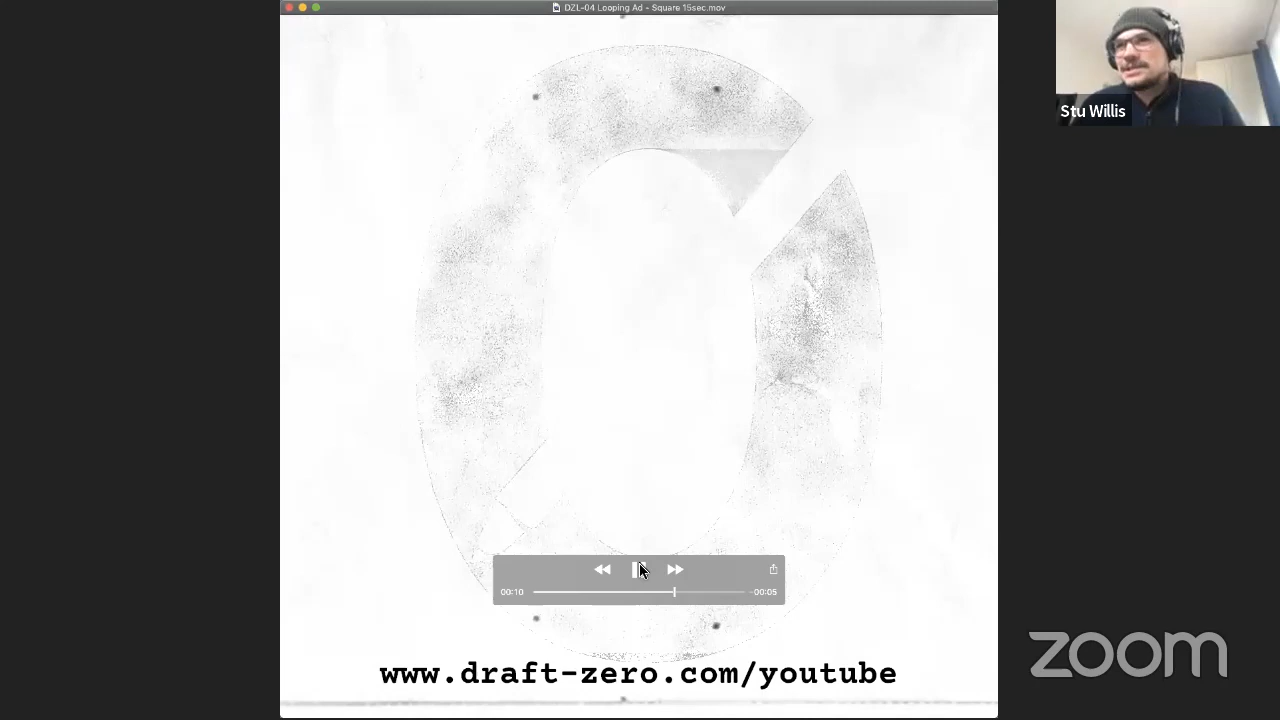 DZL-04 Looping Ad - Square 15sec.mov
Stu Willis
00:10
-00:05
www.draft-zero.com/youtube
zoom